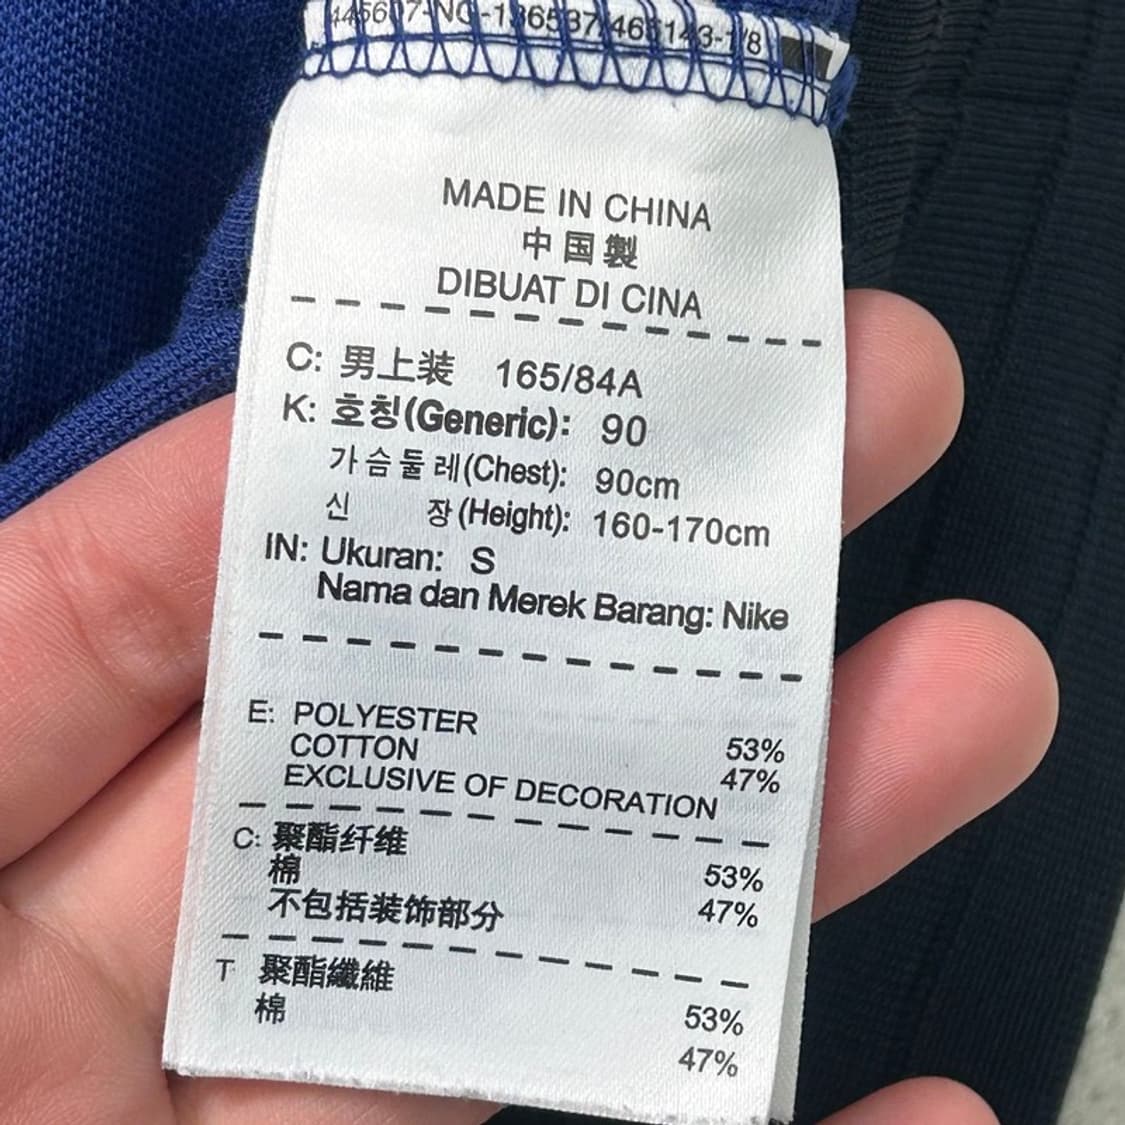 MADE IN CHINA
中国製
DIBUAT DI CINA
C: 男上装 165/84A
K: 호칭(Generic): 90
가슴둘레(Chest): 90cm
신 장(Height): 160-170cm
IN: Ukuran: S
Nama dan Merek Barang: Nike
E: POLYESTER 53%
COTTON 47%
EXCLUSIVE OF DECORATION
C: 聚酯纤维 53%
棉 47%
不包括装饰部分
T 聚酯纖維 53%
棉 47%